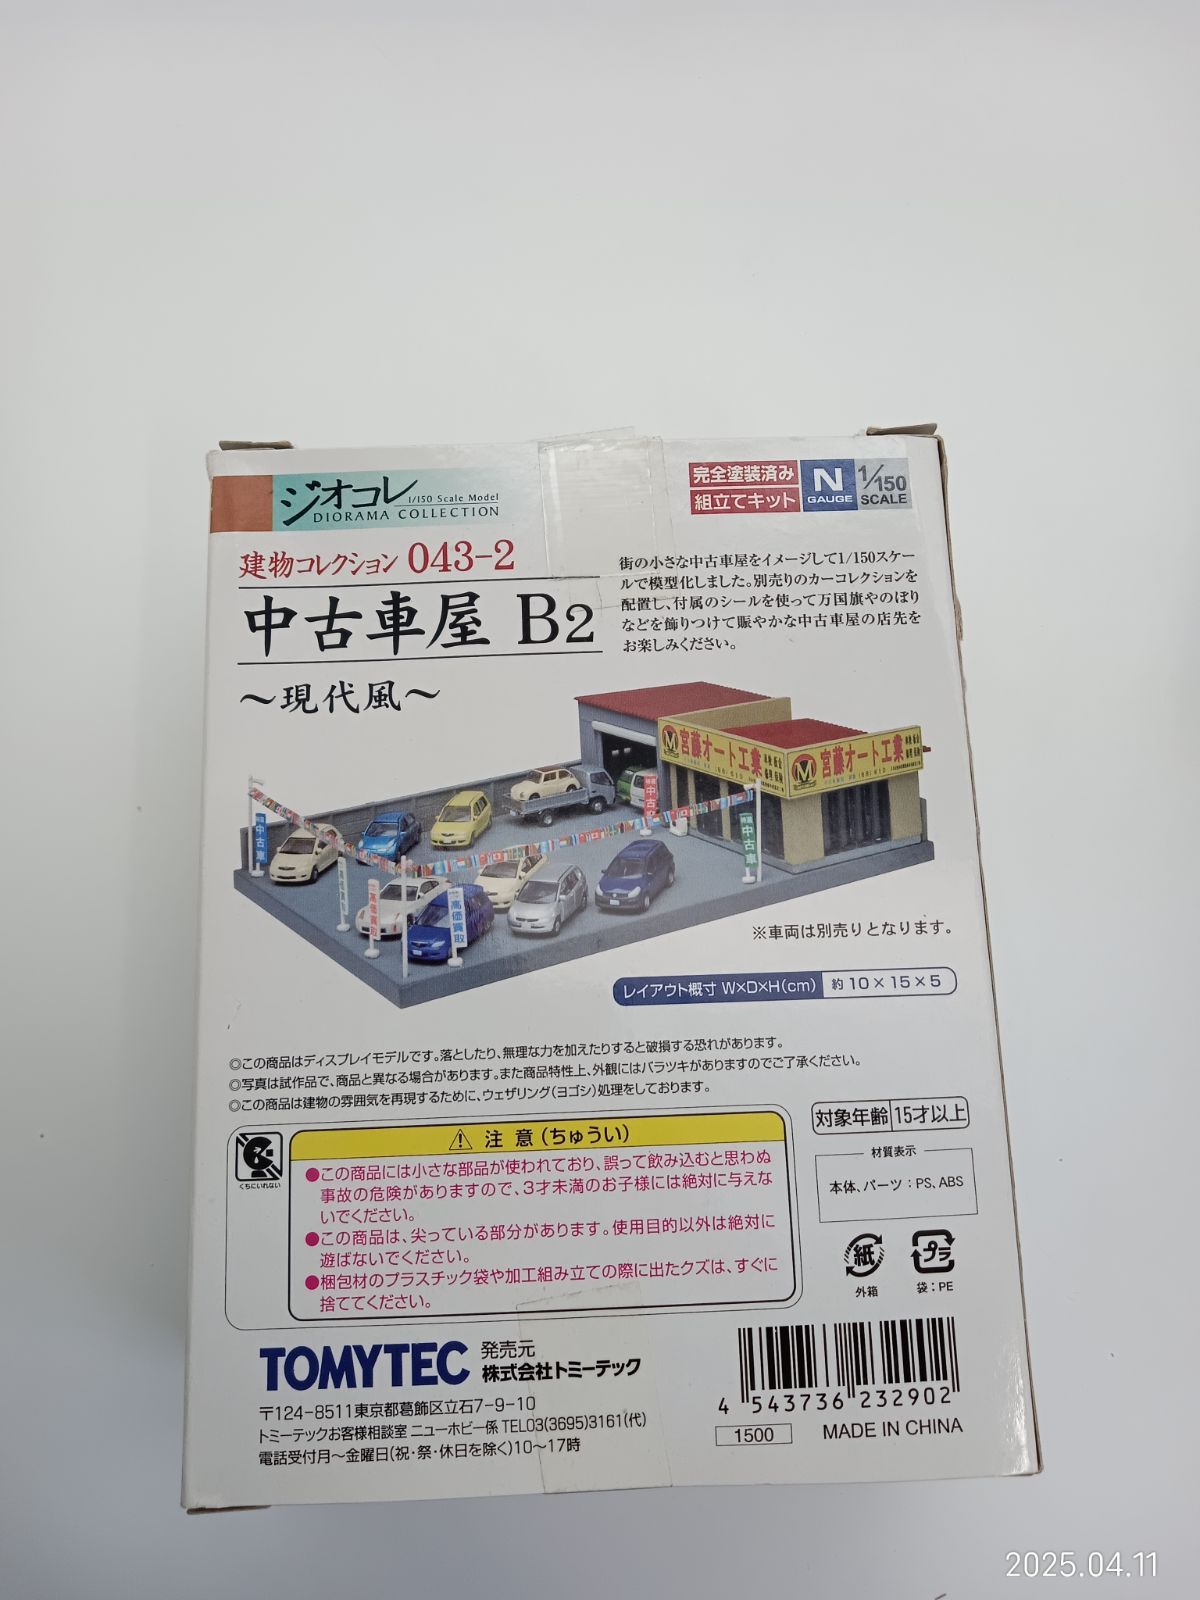 ジオコレ
1/150 Scale Model
DIORAMA COLLECTION
完全塗装済み
組立てキット
N
GAUGE
1/150
SCALE
建物コレクション 043-2
中古車屋 B2
〜現代風〜
街の小さな中古車屋をイメージして1/150スケー
ルで模型化しました。別売りのカーコレクションを
配置し、付属のシールを使って万国旗やのぼり
などを飾りつけて賑やかな中古車屋の店先を
お楽しみください。
宮藤オート工業
宮藤オート工業
中古車
中古車
中古車
高価買取
高価買取
※車両は別売りとなります。
レイアウト概寸 W×D×H(cm) 約10×15×5
◎この商品はディスプレイモデルです。落としたり、無理な力を加えたりすると破損する恐れがあります。
◎写真は試作品で、商品と異なる場合があります。また商品特性上、外観にはバラツキがありますのでご了承ください。
◎この商品は建物の雰囲気を再現するために、ウェザリング(ヨゴシ)処理をしております。
対象年齢 15才以上
くちにいれない
⚠ 注意(ちゅうい)
●この商品には小さな部品が使われており、誤って飲み込むと思わぬ
事故の危険がありますので、3才未満のお子様には絶対に与えな
いでください。
●この商品は、尖っている部分があります。使用目的以外は絶対に
遊ばないでください。
●梱包材のプラスチック袋や加工組み立ての際に出たクズは、すぐに
捨ててください。
材質表示
本体、パーツ:PS、ABS
紙
外箱
プラ
袋:PE
TOMYTEC
発売元
株式会社トミーテック
〒124-8511東京都葛飾区立石7-9-10
トミーテックお客様相談室 ニューホビー係 TEL03(3695)3161(代)
電話受付月〜金曜日(祝・祭・休日を除く)10〜17時
4 543736 232902
1500
MADE IN CHINA
2025.04.11